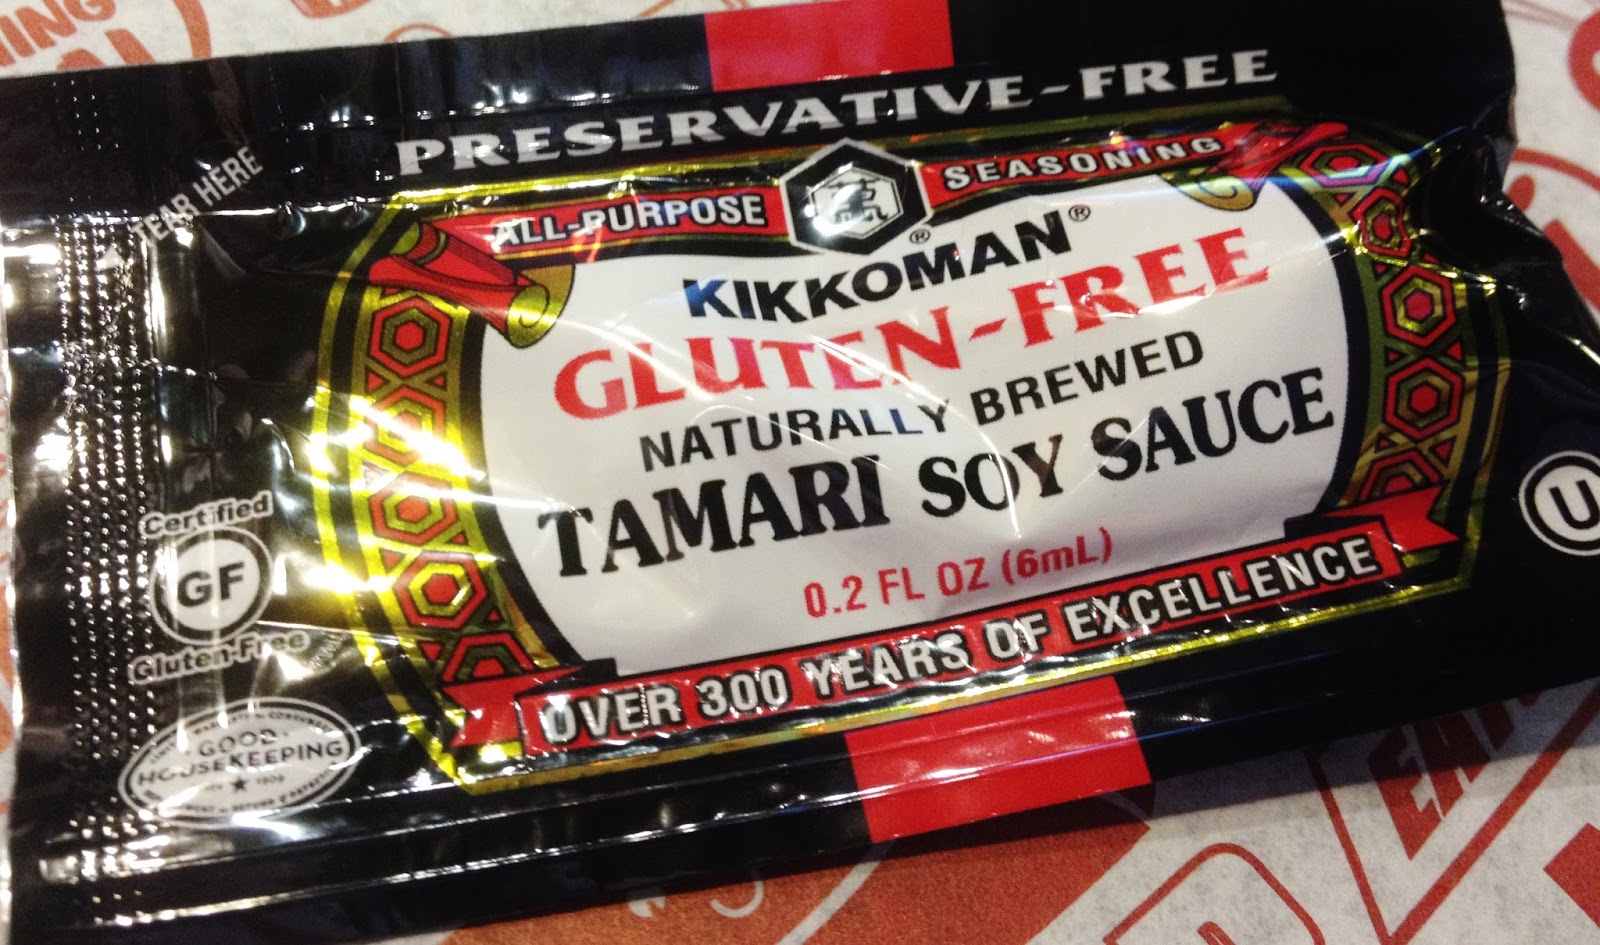 PRESERVATIVE-FREE
TEAR HERE
ALL-PURPOSE
SEASONING
®
KIKKOMAN®
GLUTEN-FREE
NATURALLY BREWED
TAMARI SOY SAUCE
0.2 FL OZ (6mL)
OVER 300 YEARS OF EXCELLENCE
Certified
GF
Gluten-Free
GOOD
HOUSEKEEPING
U